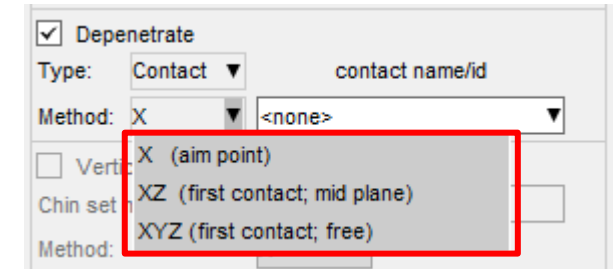 Depenetrate
Type: Contact ▼ contact name/id
Method: X ▼ <none> ▼
X (aim point)
Verti
XZ (first contact; mid plane)
Chin set
XYZ (first contact; free)
Method: